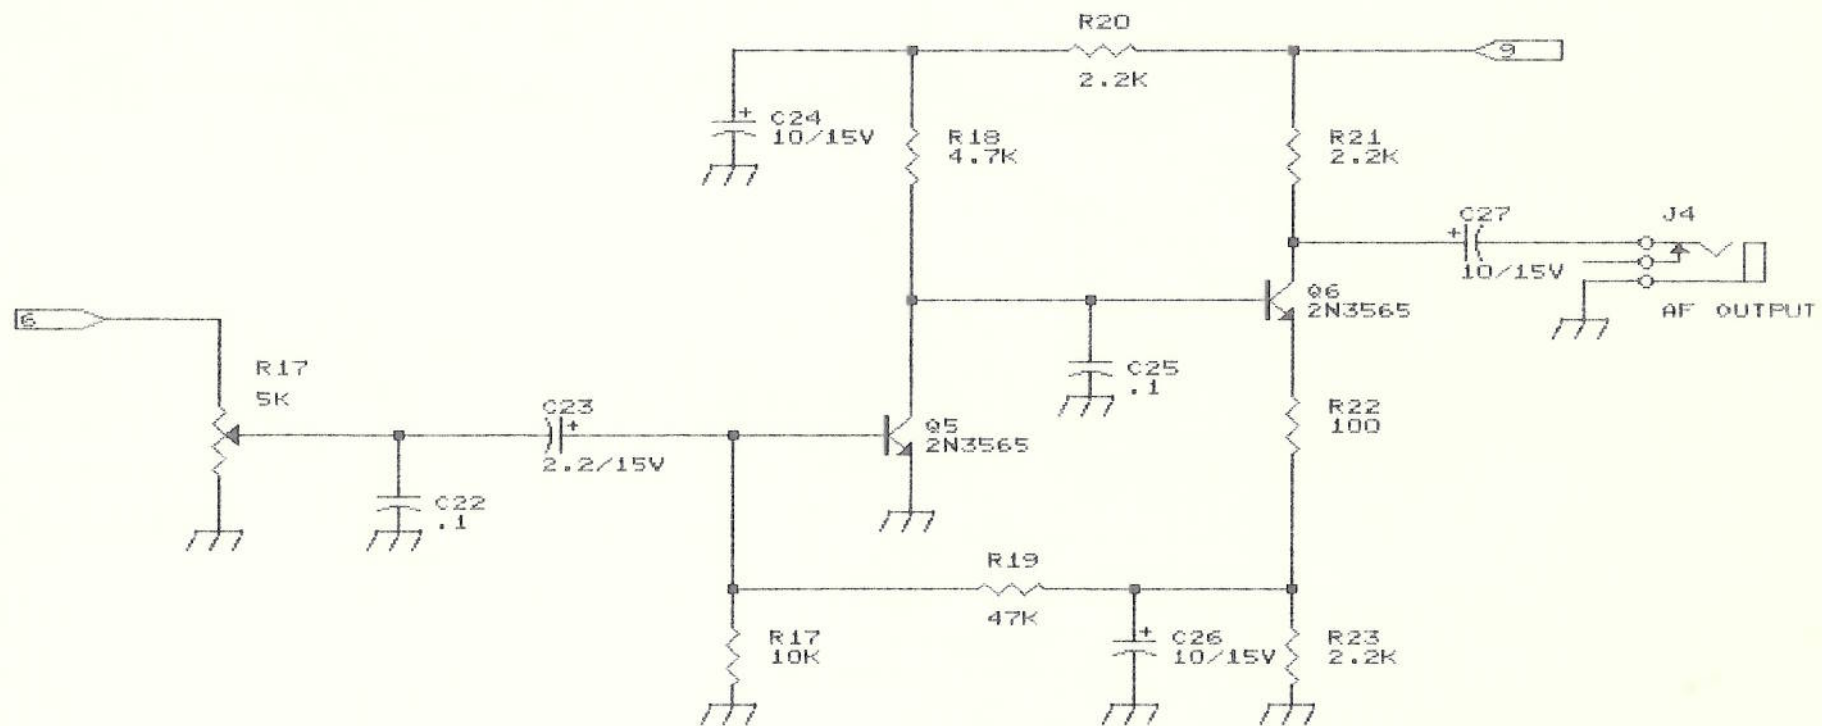 R20
2.2K
9
C24
10/15V
R18
4.7K
R21
2.2K
C27
10/15V
J4
AF OUTPUT
Q6
2N3565
6
R17
5K
C23
2.2/15V
C25
.1
Q5
2N3565
R22
100
C22
.1
R19
47K
R17
10K
C26
10/15V
R23
2.2K